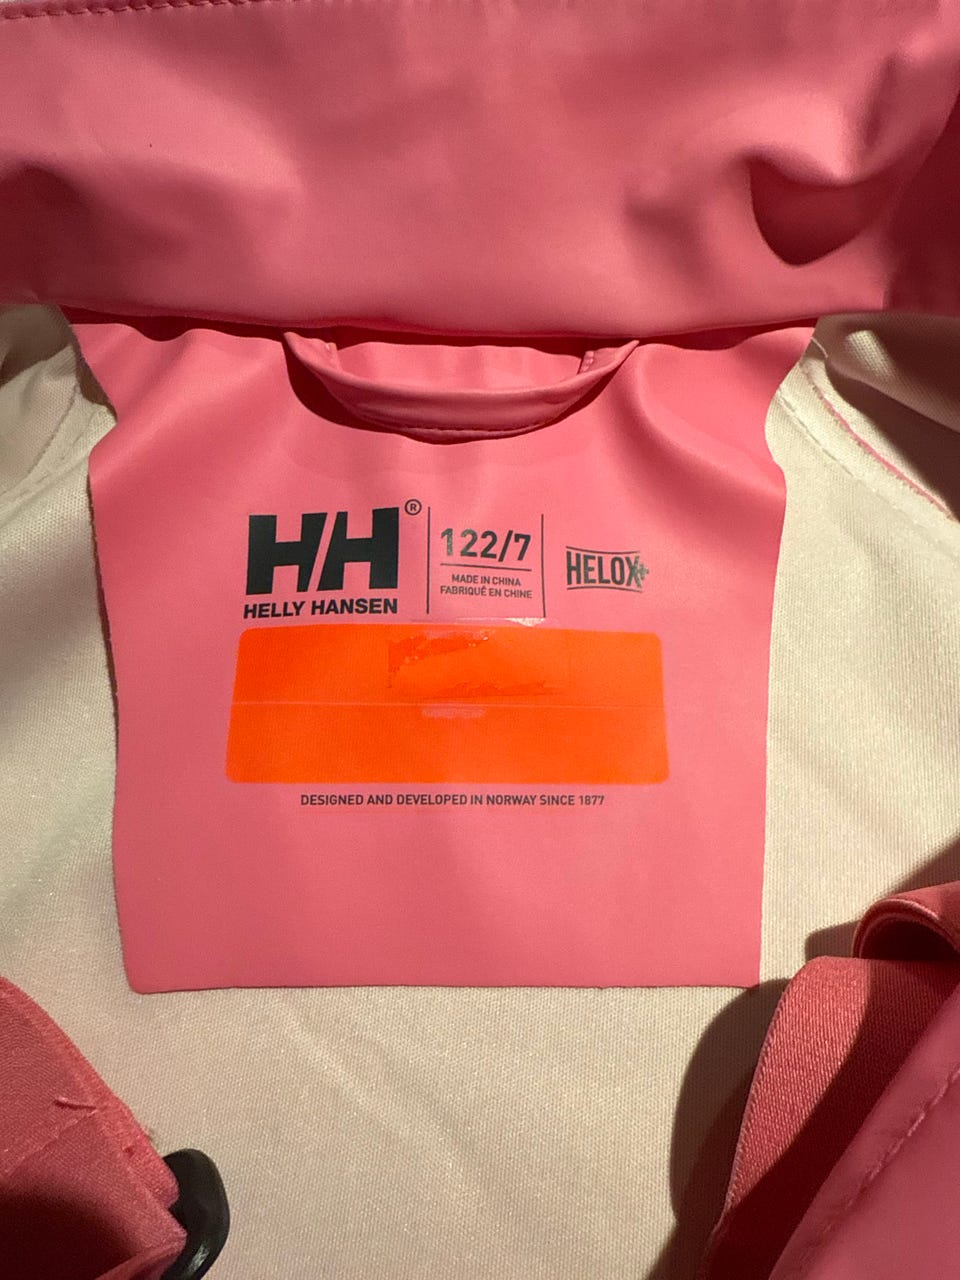 HH®
HELLY HANSEN
122/7
MADE IN CHINA
FABRIQUÉ EN CHINE
HELOX+
DESIGNED AND DEVELOPED IN NORWAY SINCE 1877